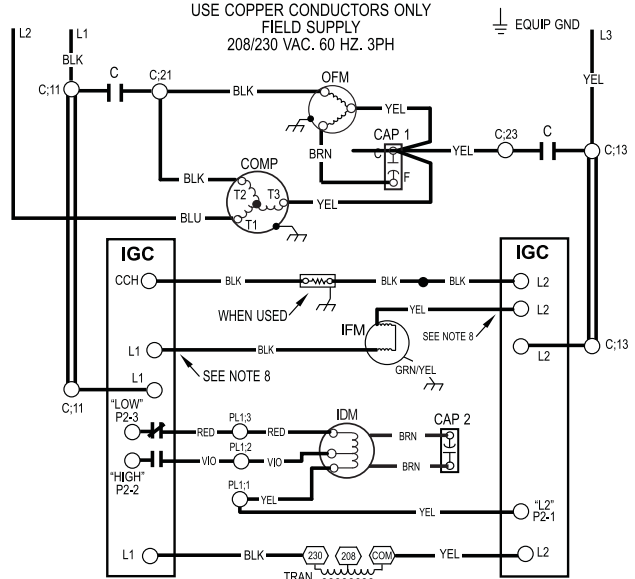 USE COPPER CONDUCTORS ONLY
FIELD SUPPLY
208/230 VAC. 60 HZ. 3PH
EQUIP GND
L2
L1
L3
BLK
YEL
C;11
C
C;21
BLK
OFM
YEL
CAP 1
C
F
YEL
C;23
C
C;13
BRN
BLK
COMP
T2
T3
T1
YEL
BLU
IGC
IGC
CCH
BLK
BLK
BLK
L2
WHEN USED
YEL
L2
IFM
SEE NOTE 8
L1
BLK
GRN/YEL
L2
C;13
SEE NOTE 8
L1
C;11
"LOW"
P2-3
RED
PL1;3
RED
IDM
BRN
CAP 2
PL1;2
VIO
VIO
BRN
"HIGH"
P2-2
PL1;1
YEL
YEL
"L2"
P2-1
L1
BLK
230
208
COM
YEL
L2
TRAN